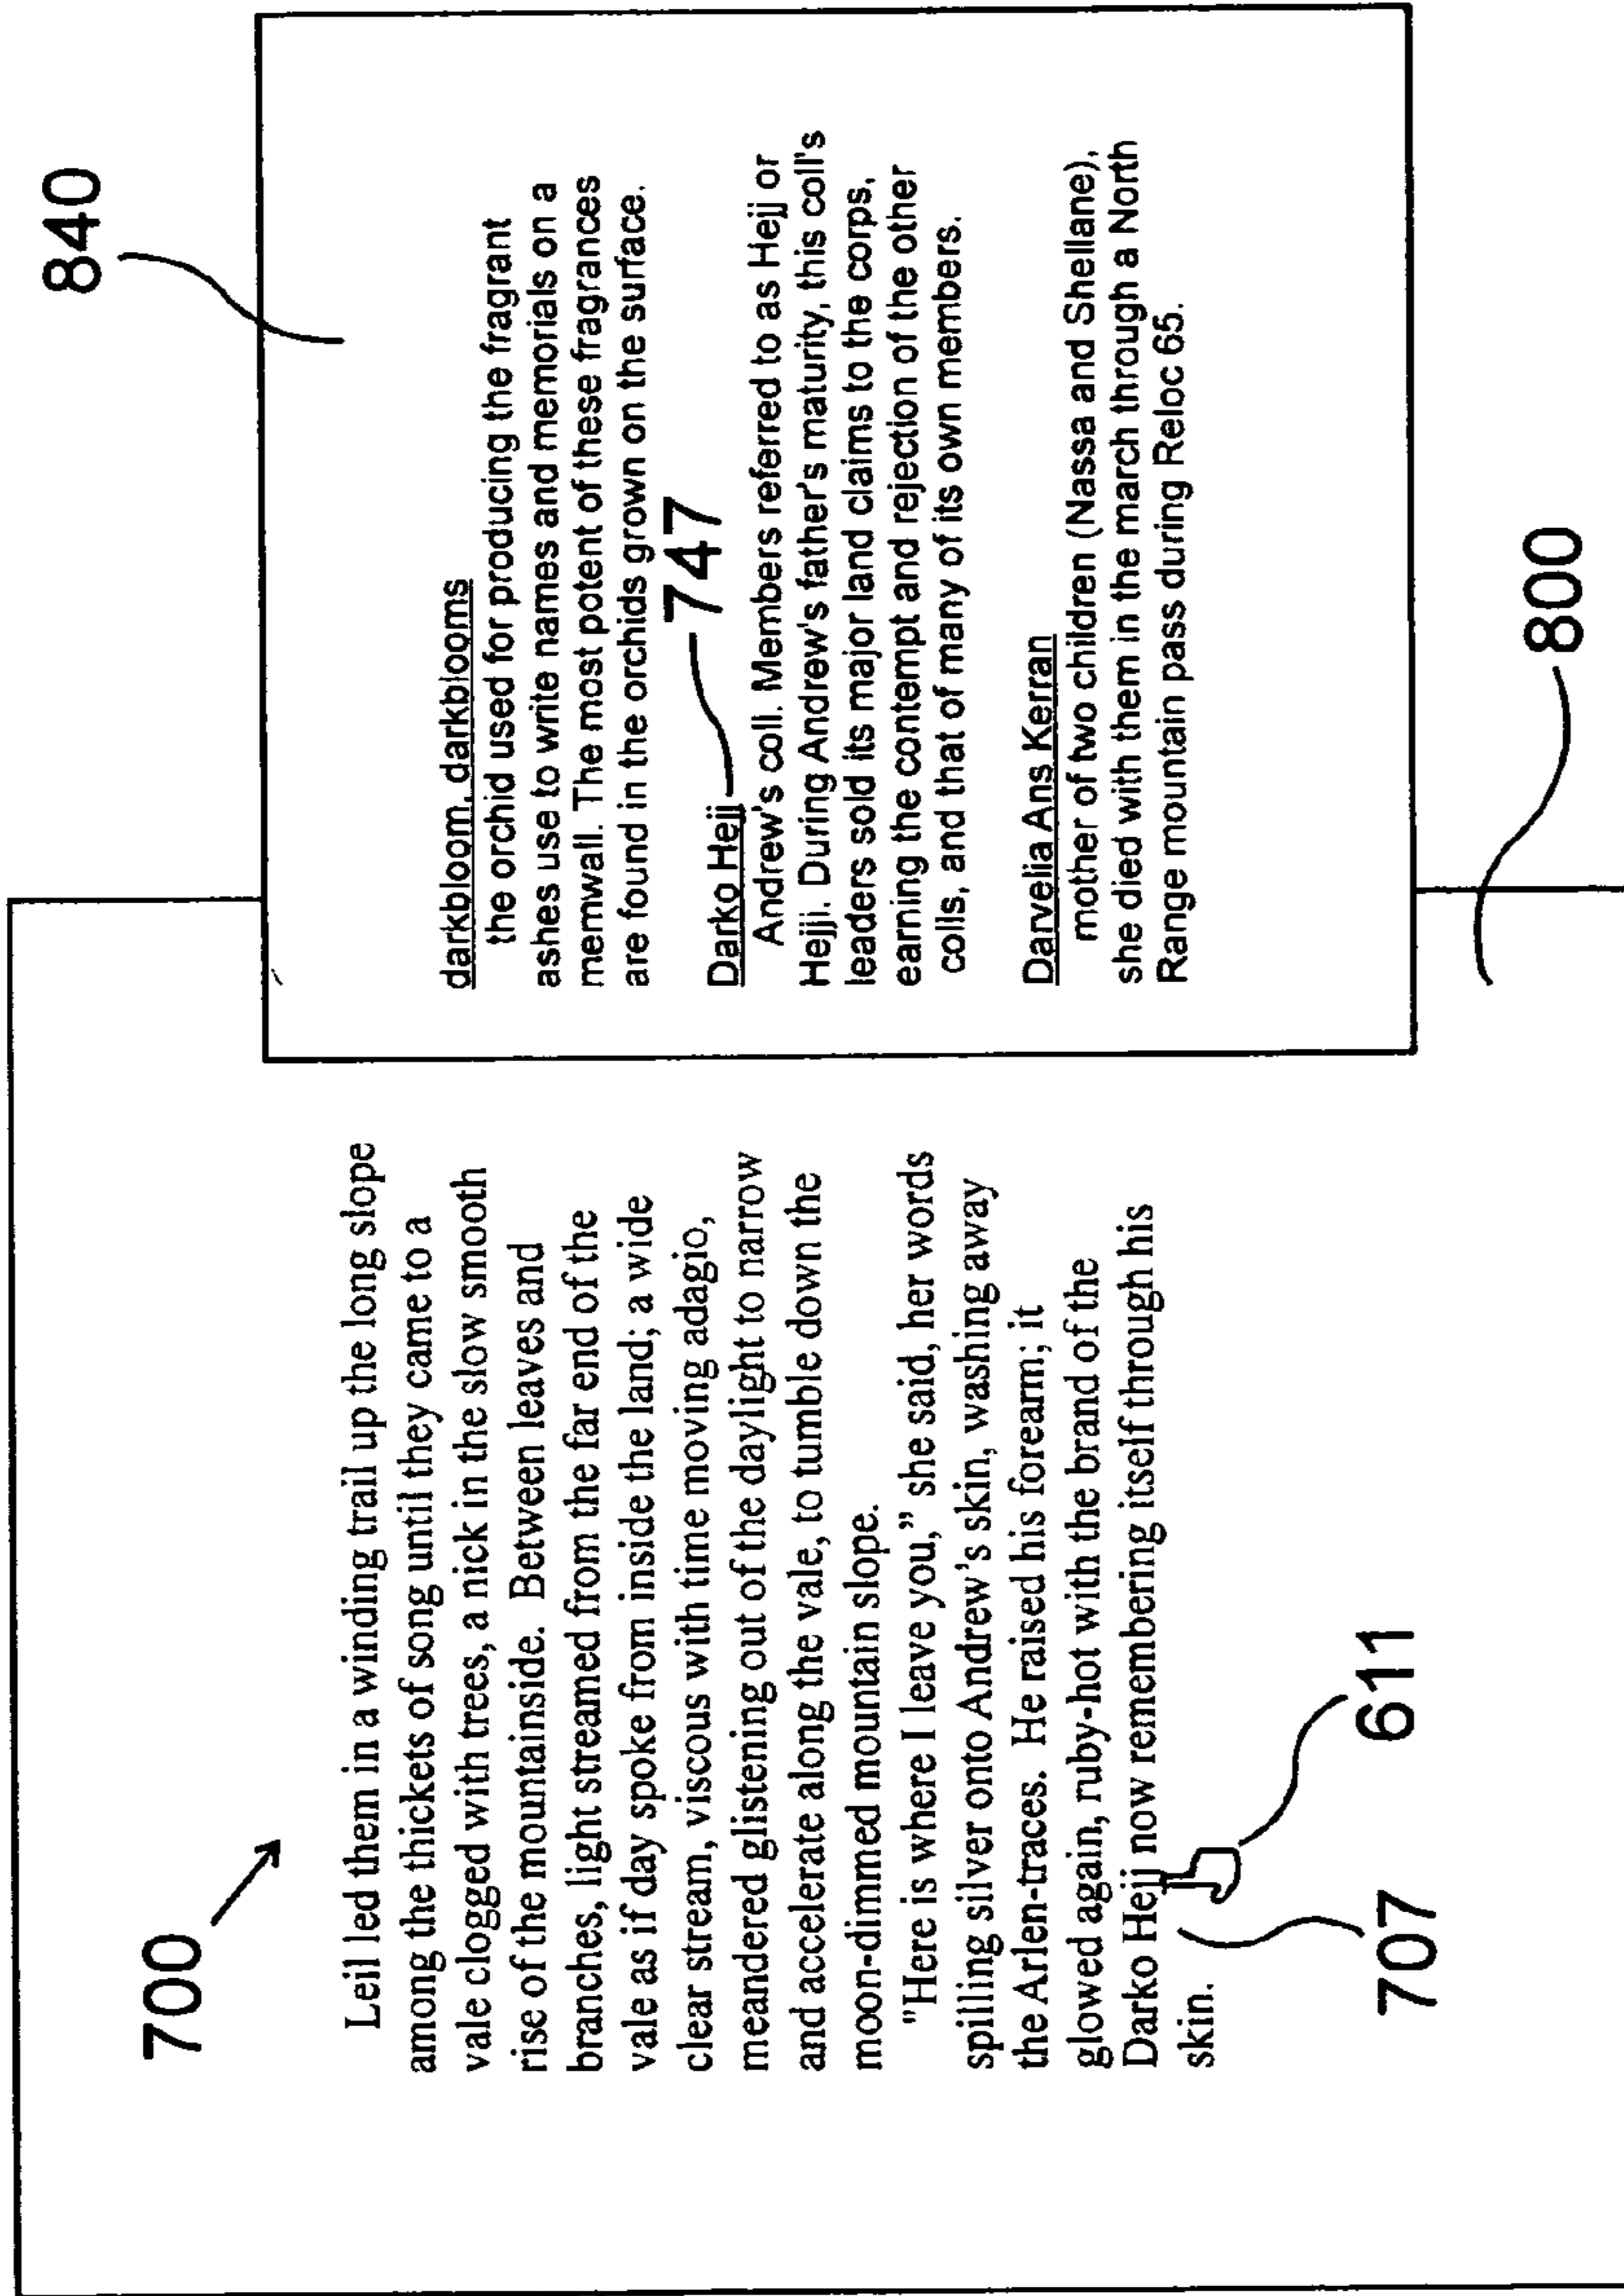 700
Leil led them in a winding trail up the long slope
among the thickets of song until they came to a
vale clogged with trees, a nick in the slow smooth
rise of the mountainside.  Between leaves and
branches, light streamed from the far end of the
vale as if day spoke from inside the land; a wide
clear stream, viscous with time moving adagio,
meandered glistening out of the daylight to narrow
and accelerate along the vale, to tumble down the
moon-dimmed mountain slope.
"Here is where I leave you,” she said, her words
spilling silver onto Andrew’s skin, washing away
the Arlen-traces.  He raised his forearm; it
glowed again, ruby-hot with the brand of the
Darko Hejj now remembering itself through his
skin.
707
611
840
darkbloom, darkblooms
the orchid used for producing the fragrant
ashes use to write names and memorials on a
memwall. The most potent of these fragrances
are found in the orchids grown on the surface.
747
Darko Hejj
Andrew's coll. Members referred to as Hejj or
Hejji. During Andrew's father's maturity, this coll's
leaders sold its major land claims to the corps,
earning the contempt and rejection of the other
colls, and that of many of its own members.
Darvelia Ans Kerran
mother of two children (Nassa and Shellane),
she died with them in the march through a North
Range mountain pass during Reloc 65.
800